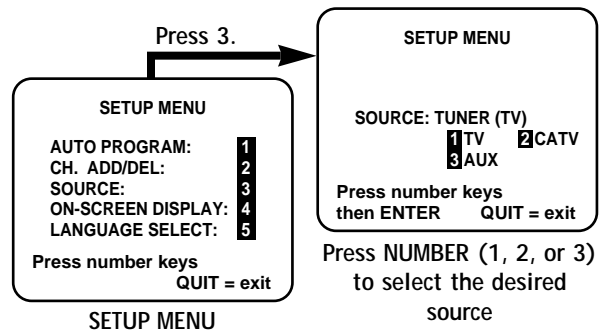 Press 3.
SETUP MENU
AUTO PROGRAM: 1
CH. ADD/DEL: 2
SOURCE: 3
ON-SCREEN DISPLAY: 4
LANGUAGE SELECT: 5
Press number keys
QUIT = exit
SETUP MENU
SETUP MENU
SOURCE: TUNER (TV)
1 TV 2 CATV
3 AUX
Press number keys
then ENTER QUIT = exit
Press NUMBER (1, 2, or 3)
to select the desired
source